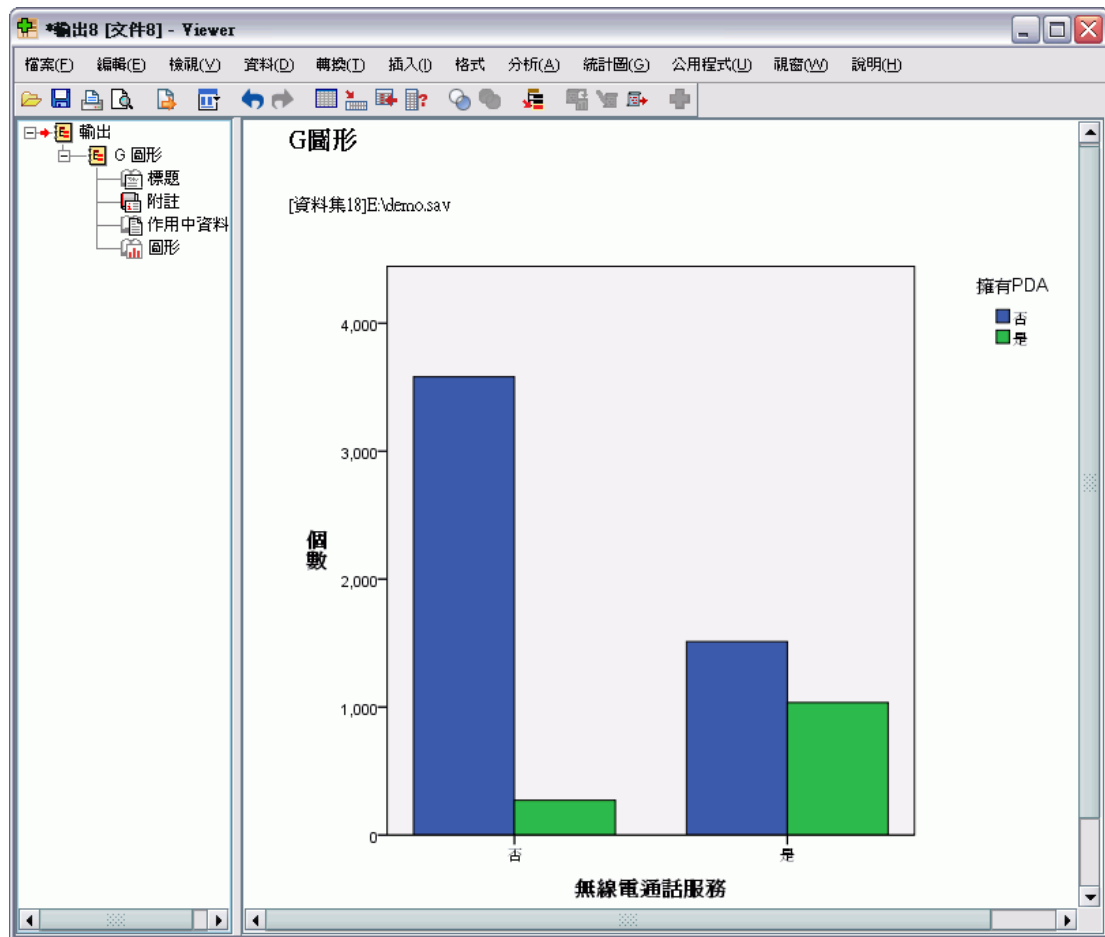 *輸出8 [文件8] - Viewer
檔案(F) 編輯(E) 檢視(V) 資料(D) 轉換(T) 插入(I) 格式 分析(A) 統計圖(G) 公用程式(U) 視窗(W) 說明(H)
輸出
G 圖形
標題
附註
作用中資料
圖形
G圖形
[資料集18]E:\demo.sav
擁有PDA
否
是
4,000
3,000
2,000
1,000
0
個數
否
是
無線電通話服務